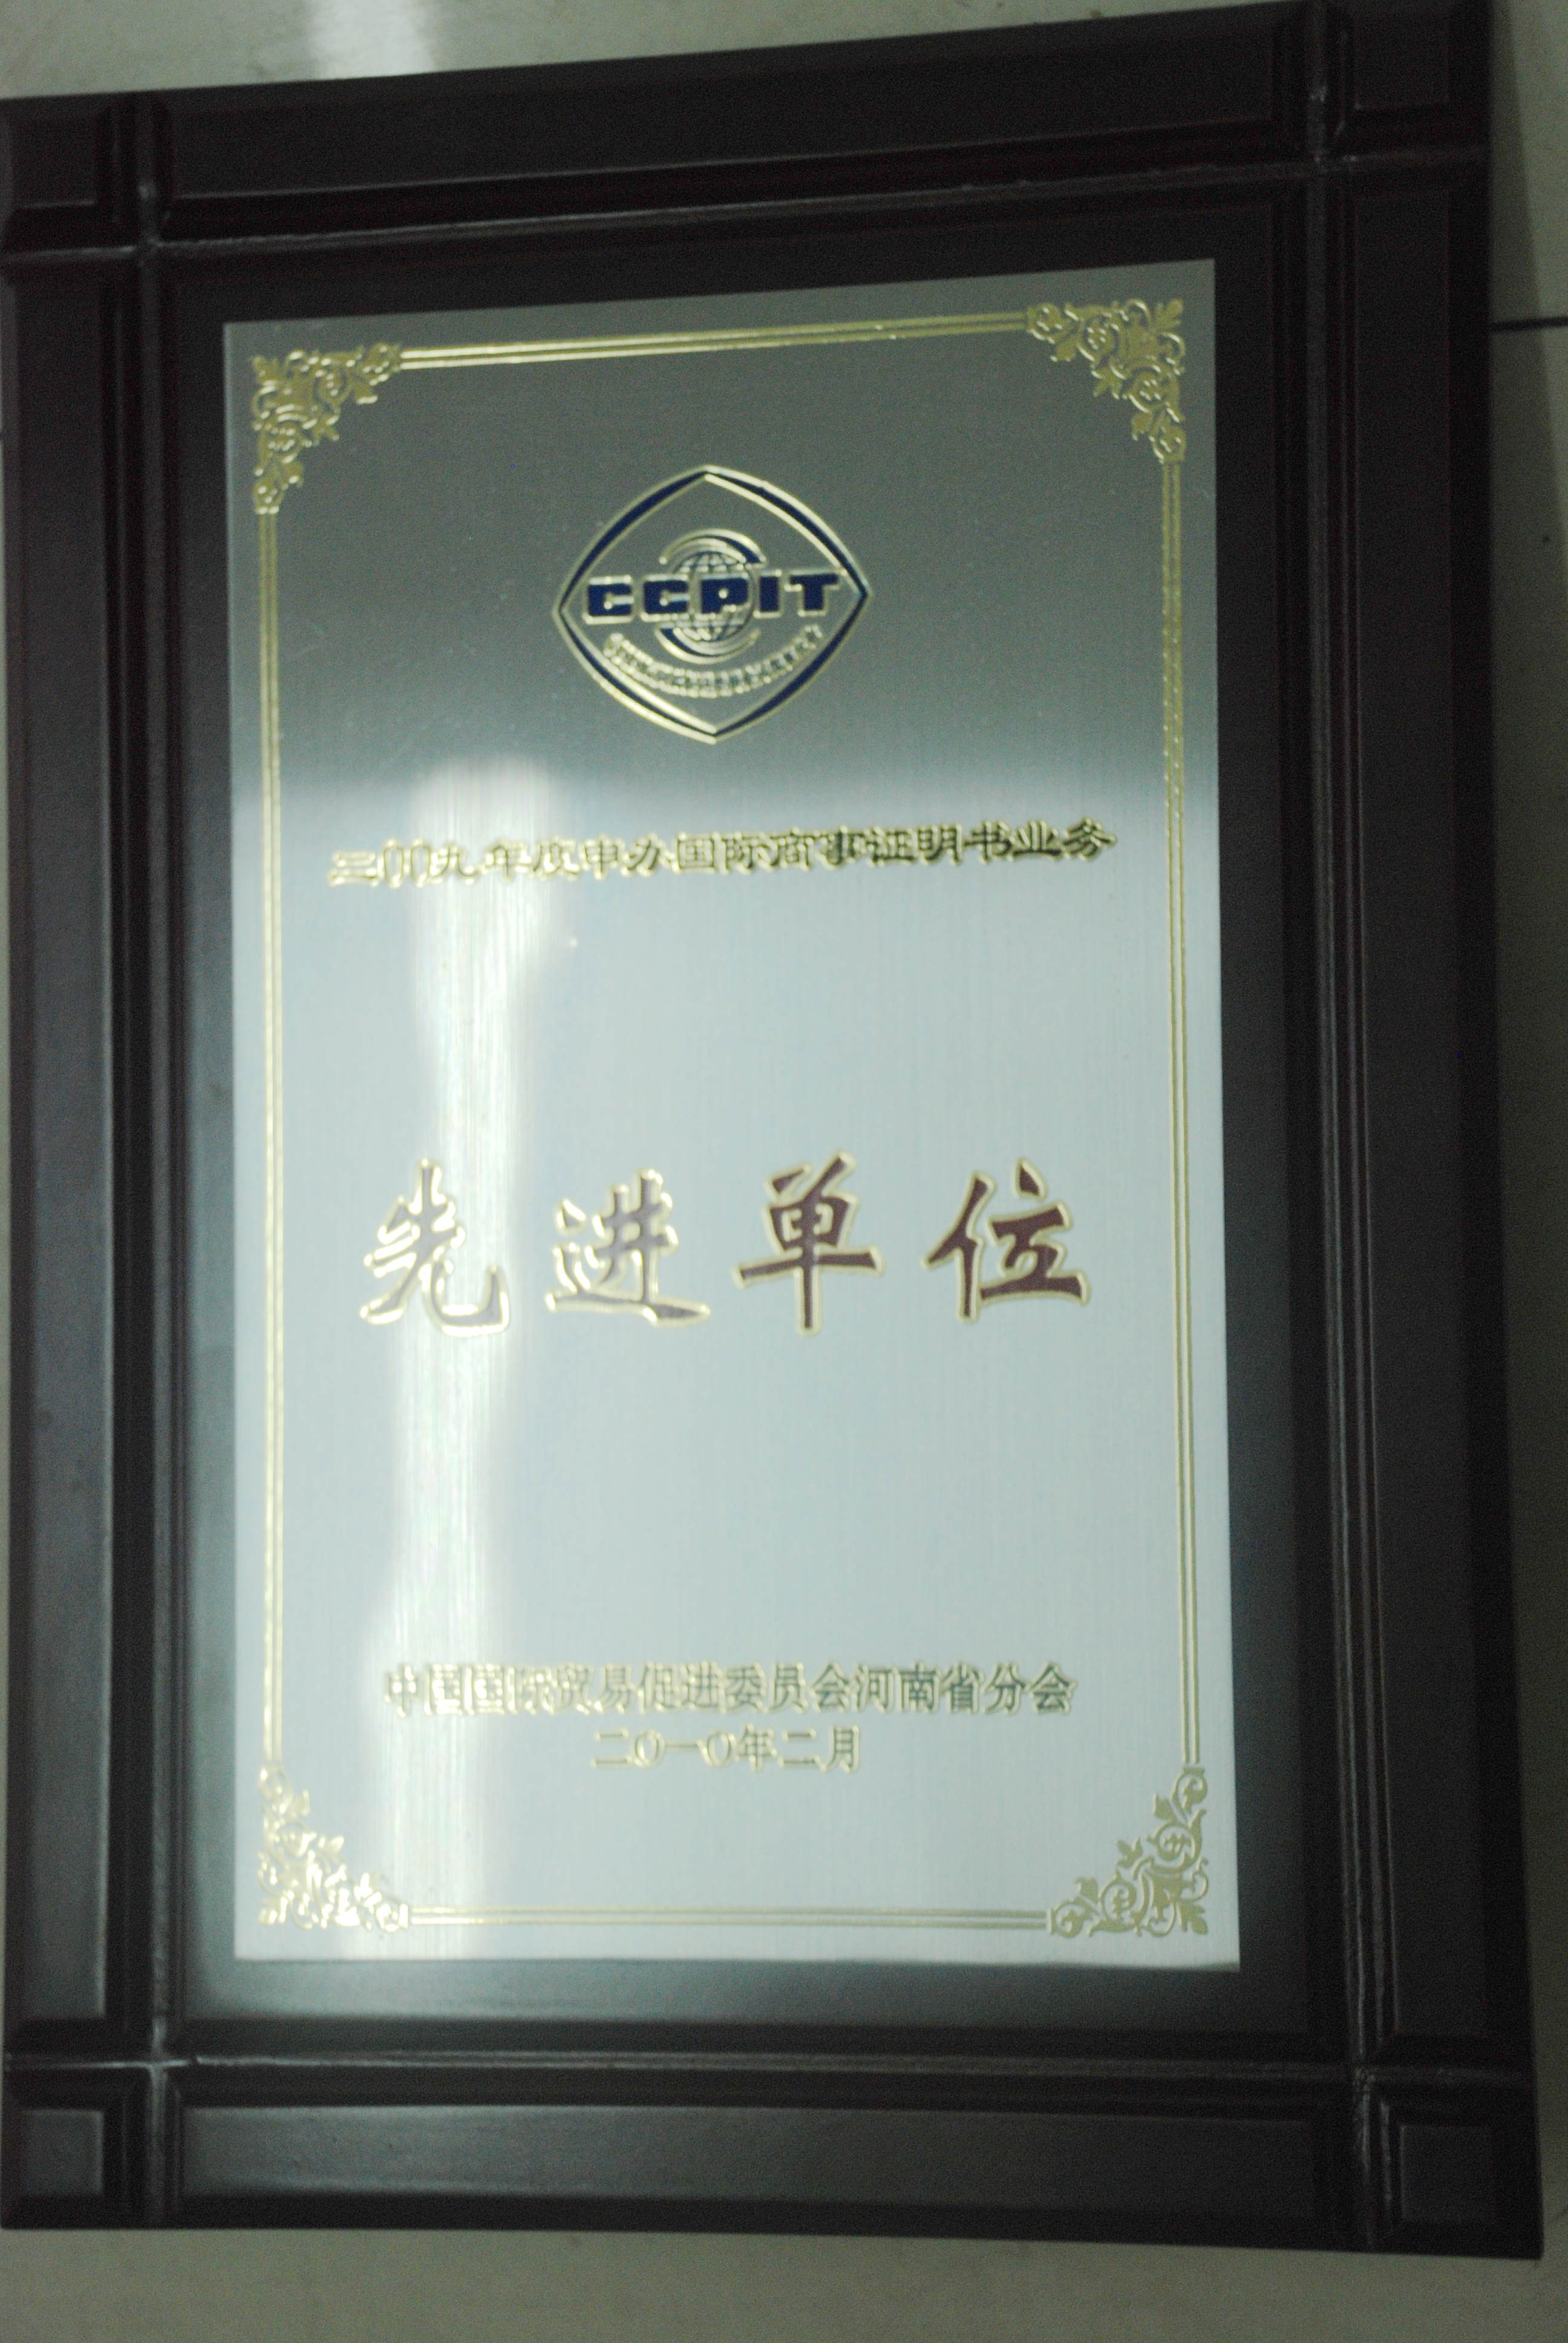 CCPIT
二〇〇九年度申办国际商事证明书业务
先进单位
中国国际贸易促进委员会河南省分会
二〇一〇年二月